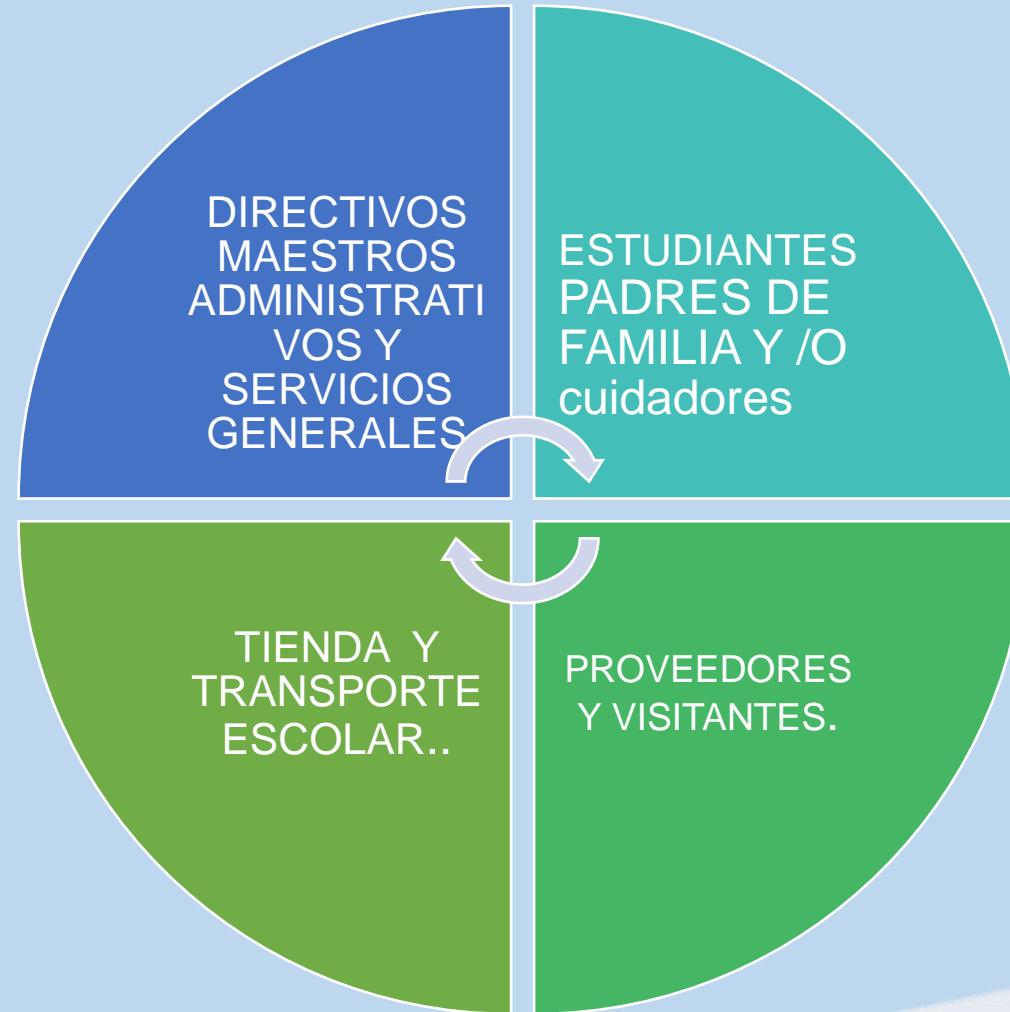 DIRECTIVOS
MAESTROS
ADMINISTRATI
VOS Y
SERVICIOS
GENERALES
ESTUDIANTES
PADRES DE
FAMILIA Y /O
cuidadores
TIENDA Y
TRANSPORTE
ESCOLAR..
PROVEEDORES
Y VISITANTES.